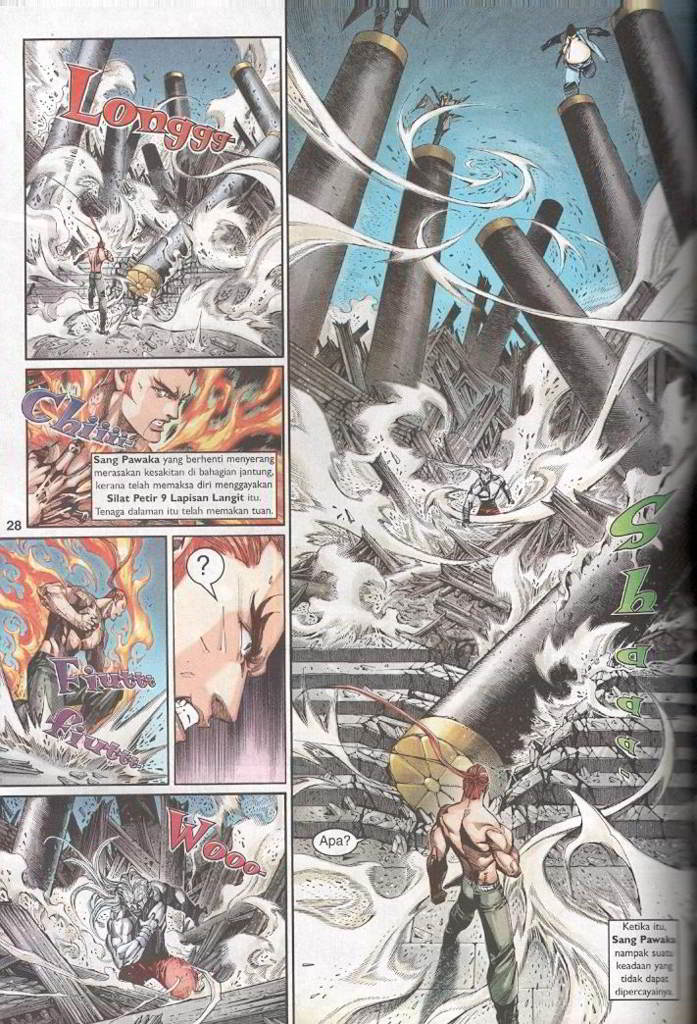 Longgg
Chiiii
Sang Pawaka yang berhenti menyerang
merasakan kesakitan di bahagian jantung,
kerana telah memaksa diri menggayakan
Silat Petir 9 Lapisan Langit itu.
Tenaga dalaman itu telah memakan tuan.
28
?
Fiuttt
fiuttt
Wooo
Shaaaa
Apa?
Ketika itu,
Sang Pawaka
nampak suatu
keadaan yang
tidak dapat
dipercayainya.